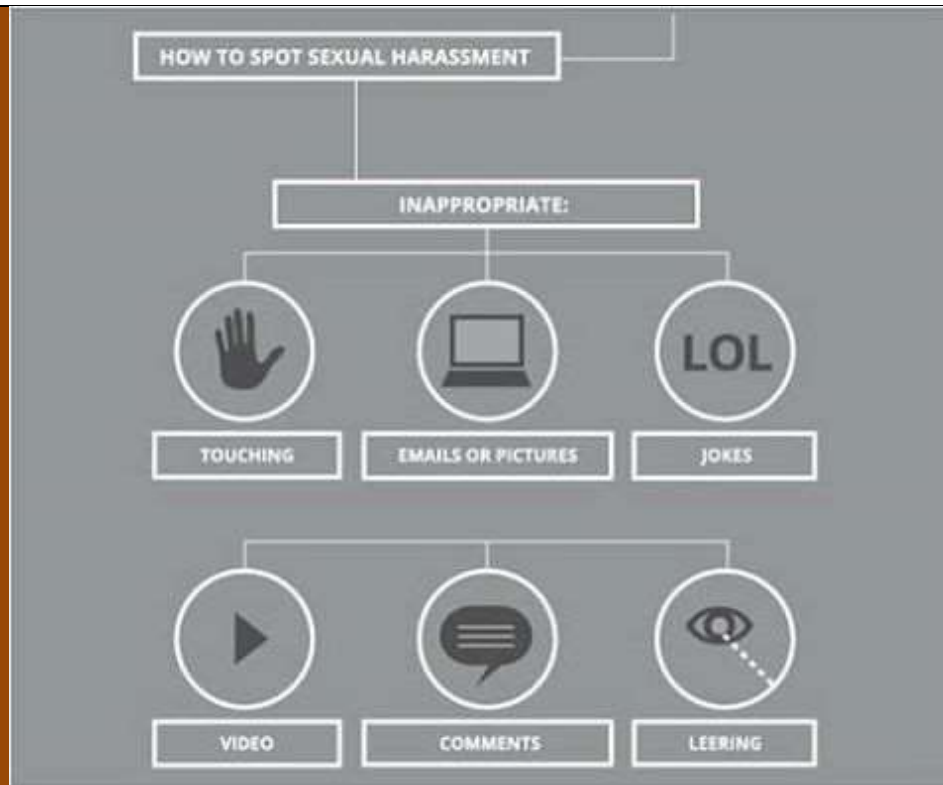 HOW TO SPOT SEXUAL HARASSMENT
INAPPROPRIATE:
LOL
TOUCHING
EMAILS OR PICTURES
JOKES
VIDEO
COMMENTS
LEERING